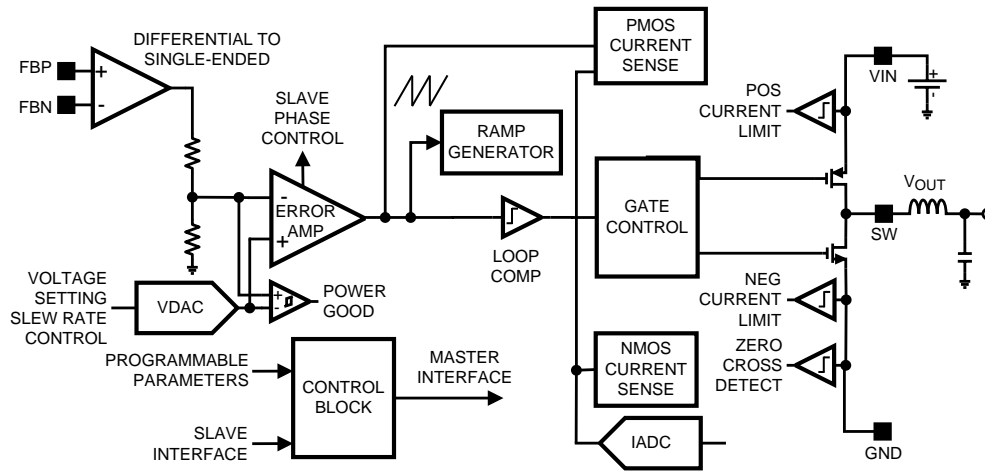 DIFFERENTIAL TO
SINGLE-ENDED
FBP
+
FBN
-
SLAVE
PHASE
CONTROL
PMOS
CURRENT
SENSE
RAMP
GENERATOR
POS
CURRENT
LIMIT
VIN
+
-
-
ERROR
AMP
+
LOOP
COMP
GATE
CONTROL
VOUT
SW
VOLTAGE
SETTING
SLEW RATE
CONTROL
VDAC
+
-
POWER
GOOD
NEG
CURRENT
LIMIT
ZERO
CROSS
DETECT
PROGRAMMABLE
PARAMETERS
CONTROL
BLOCK
MASTER
INTERFACE
NMOS
CURRENT
SENSE
SLAVE
INTERFACE
IADC
GND